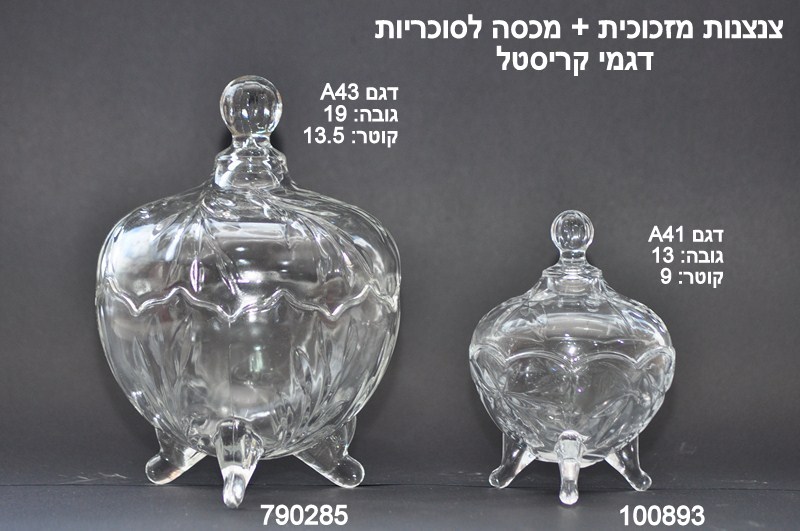 צנצנות מזכוכית + מכסה לסוכריות
דגמי קריסטל
דגם A43
גובה: 19
קוטר: 13.5
דגם A41
גובה: 13
קוטר: 9
790285
100893